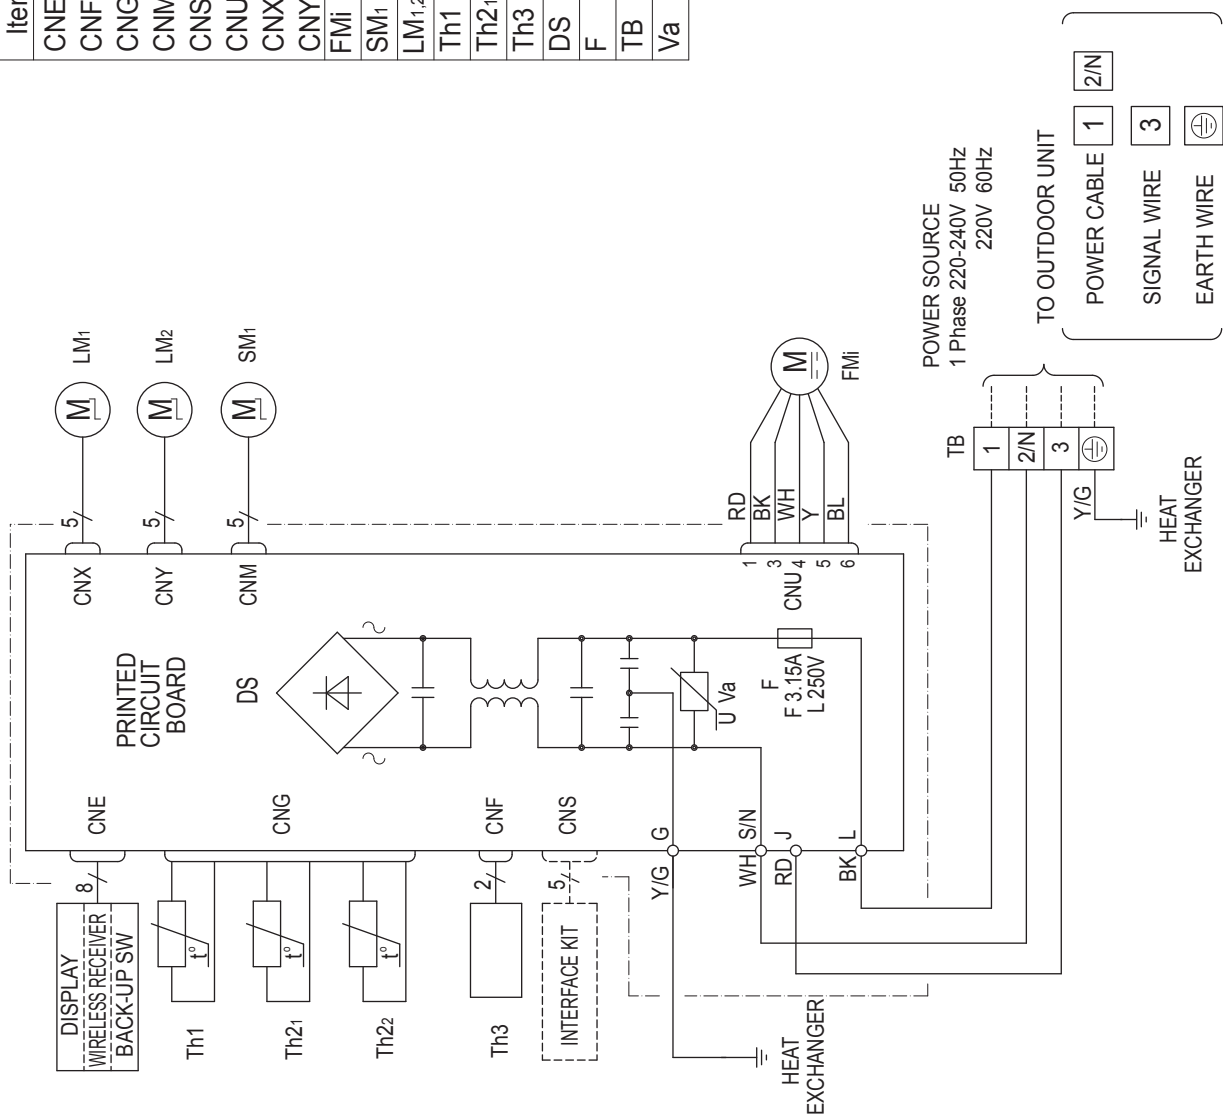 Item
CNE
CNF
CNG
CNM
CNS
CNU
CNX
CNY
FMi
SM1
LM1,2
Th1
Th21
Th3
DS
F
TB
Va
LM1
LM2
SM1
M
M
M
5
5
5
CNX
CNY
CNM
PRINTED
CIRCUIT
BOARD
DS
CNE
CNG
CNF
CNS
8
2
5
DISPLAY
WIRELESS RECEIVER
BACK-UP SW
Th1
t°
Th21
t°
Th22
t°
Th3
INTERFACE KIT
U Va
F
F 3.15A
L 250V
CNU
1
3
4
5
6
RD
BK
WH
Y
BL
M
FMi
G
S/N
J
L
Y/G
WH
RD
BK
HEAT
EXCHANGER
POWER SOURCE
1 Phase 220-240V 50Hz
220V 60Hz
TB
1
2/N
3
Y/G
HEAT
EXCHANGER
TO OUTDOOR UNIT
POWER CABLE 1 2/N
SIGNAL WIRE 3
EARTH WIRE